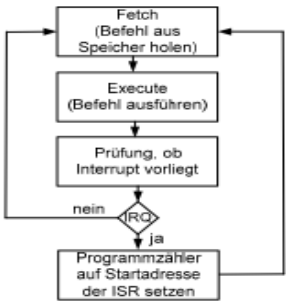 Fetch
(Befehl aus
Speicher holen)
Execute
(Befehl ausführen)
Prüfung, ob
Interrupt vorliegt
nein
IRQ
ja
Programmzähler
auf Startadresse
der ISR setzen